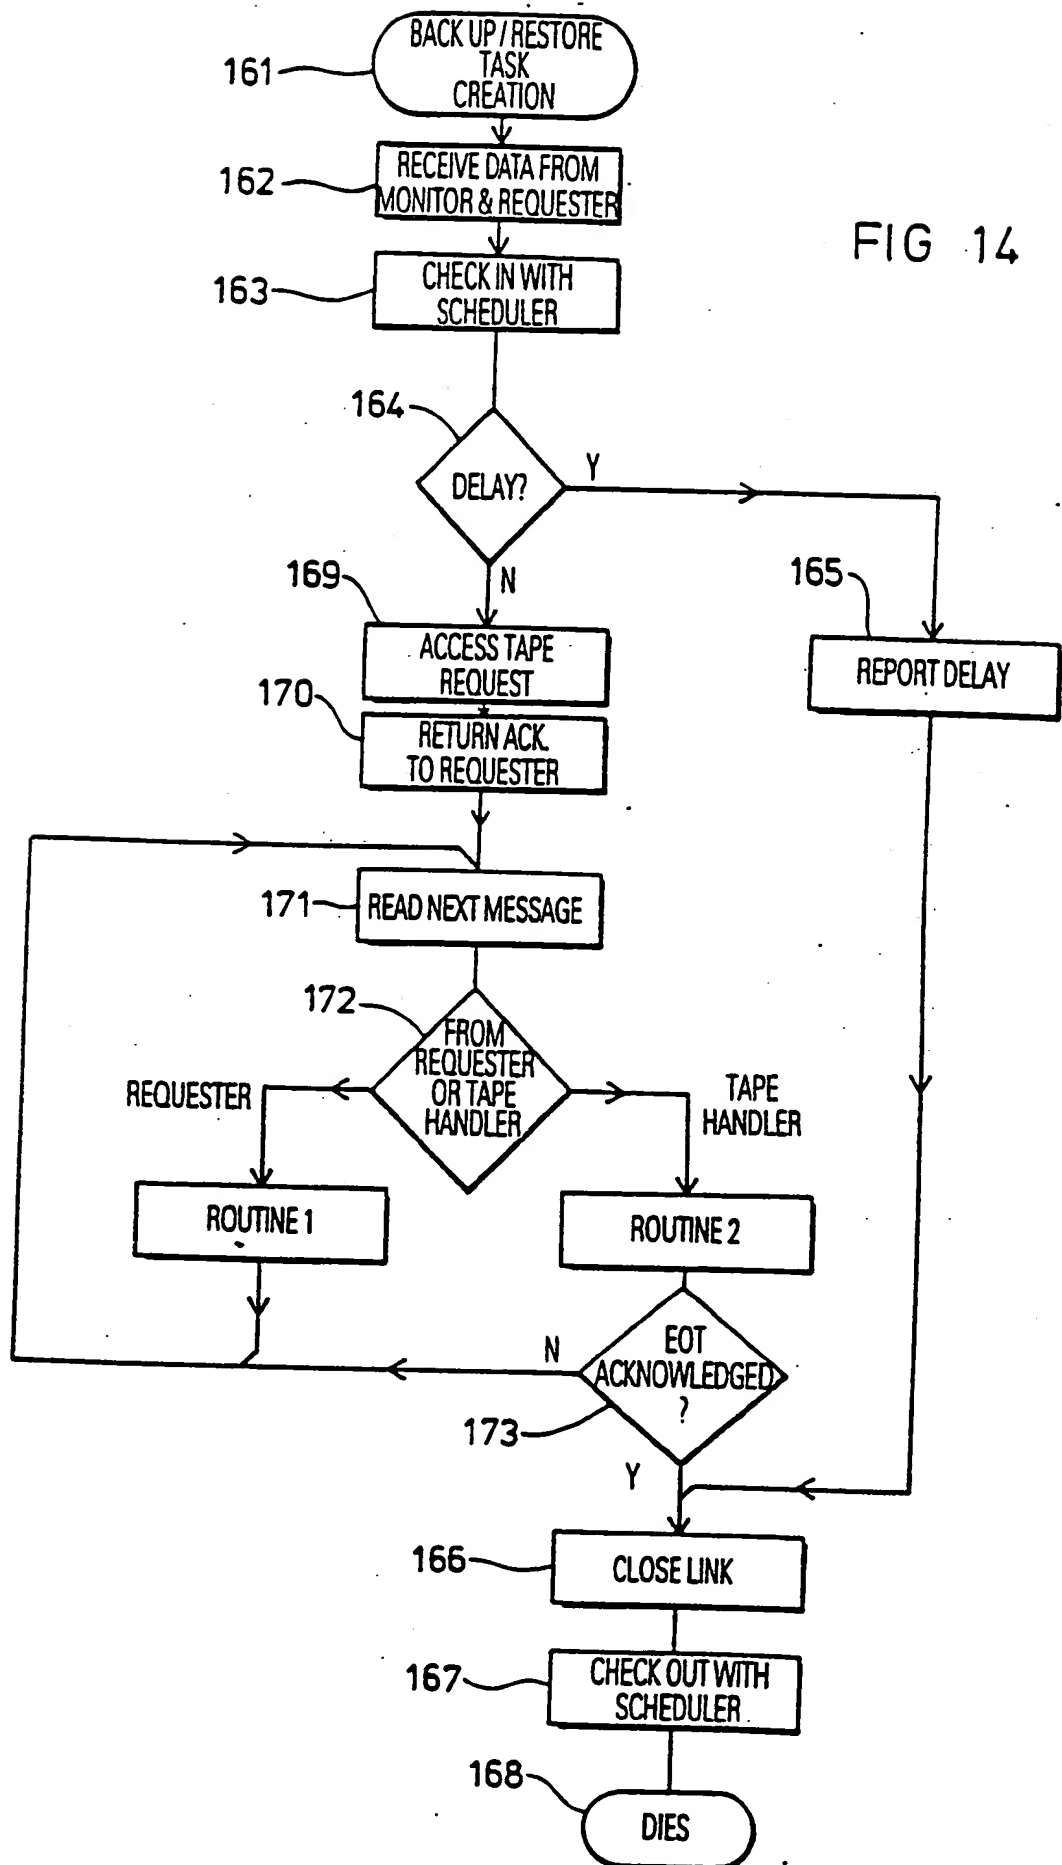 BACK UP / RESTORE
TASK
CREATION
161
RECEIVE DATA FROM
MONITOR & REQUESTER
162
FIG 14
CHECK IN WITH
SCHEDULER
163
164
DELAY?
Y
N
169
165
ACCESS TAPE
REQUEST
REPORT DELAY
170
RETURN ACK.
TO REQUESTER
171
READ NEXT MESSAGE
172
FROM
REQUESTER
OR TAPE
HANDLER
REQUESTER
TAPE
HANDLER
ROUTINE 1
ROUTINE 2
N
EOT
ACKNOWLEDGED
?
173
Y
166
CLOSE LINK
167
CHECK OUT WITH
SCHEDULER
168
DIES